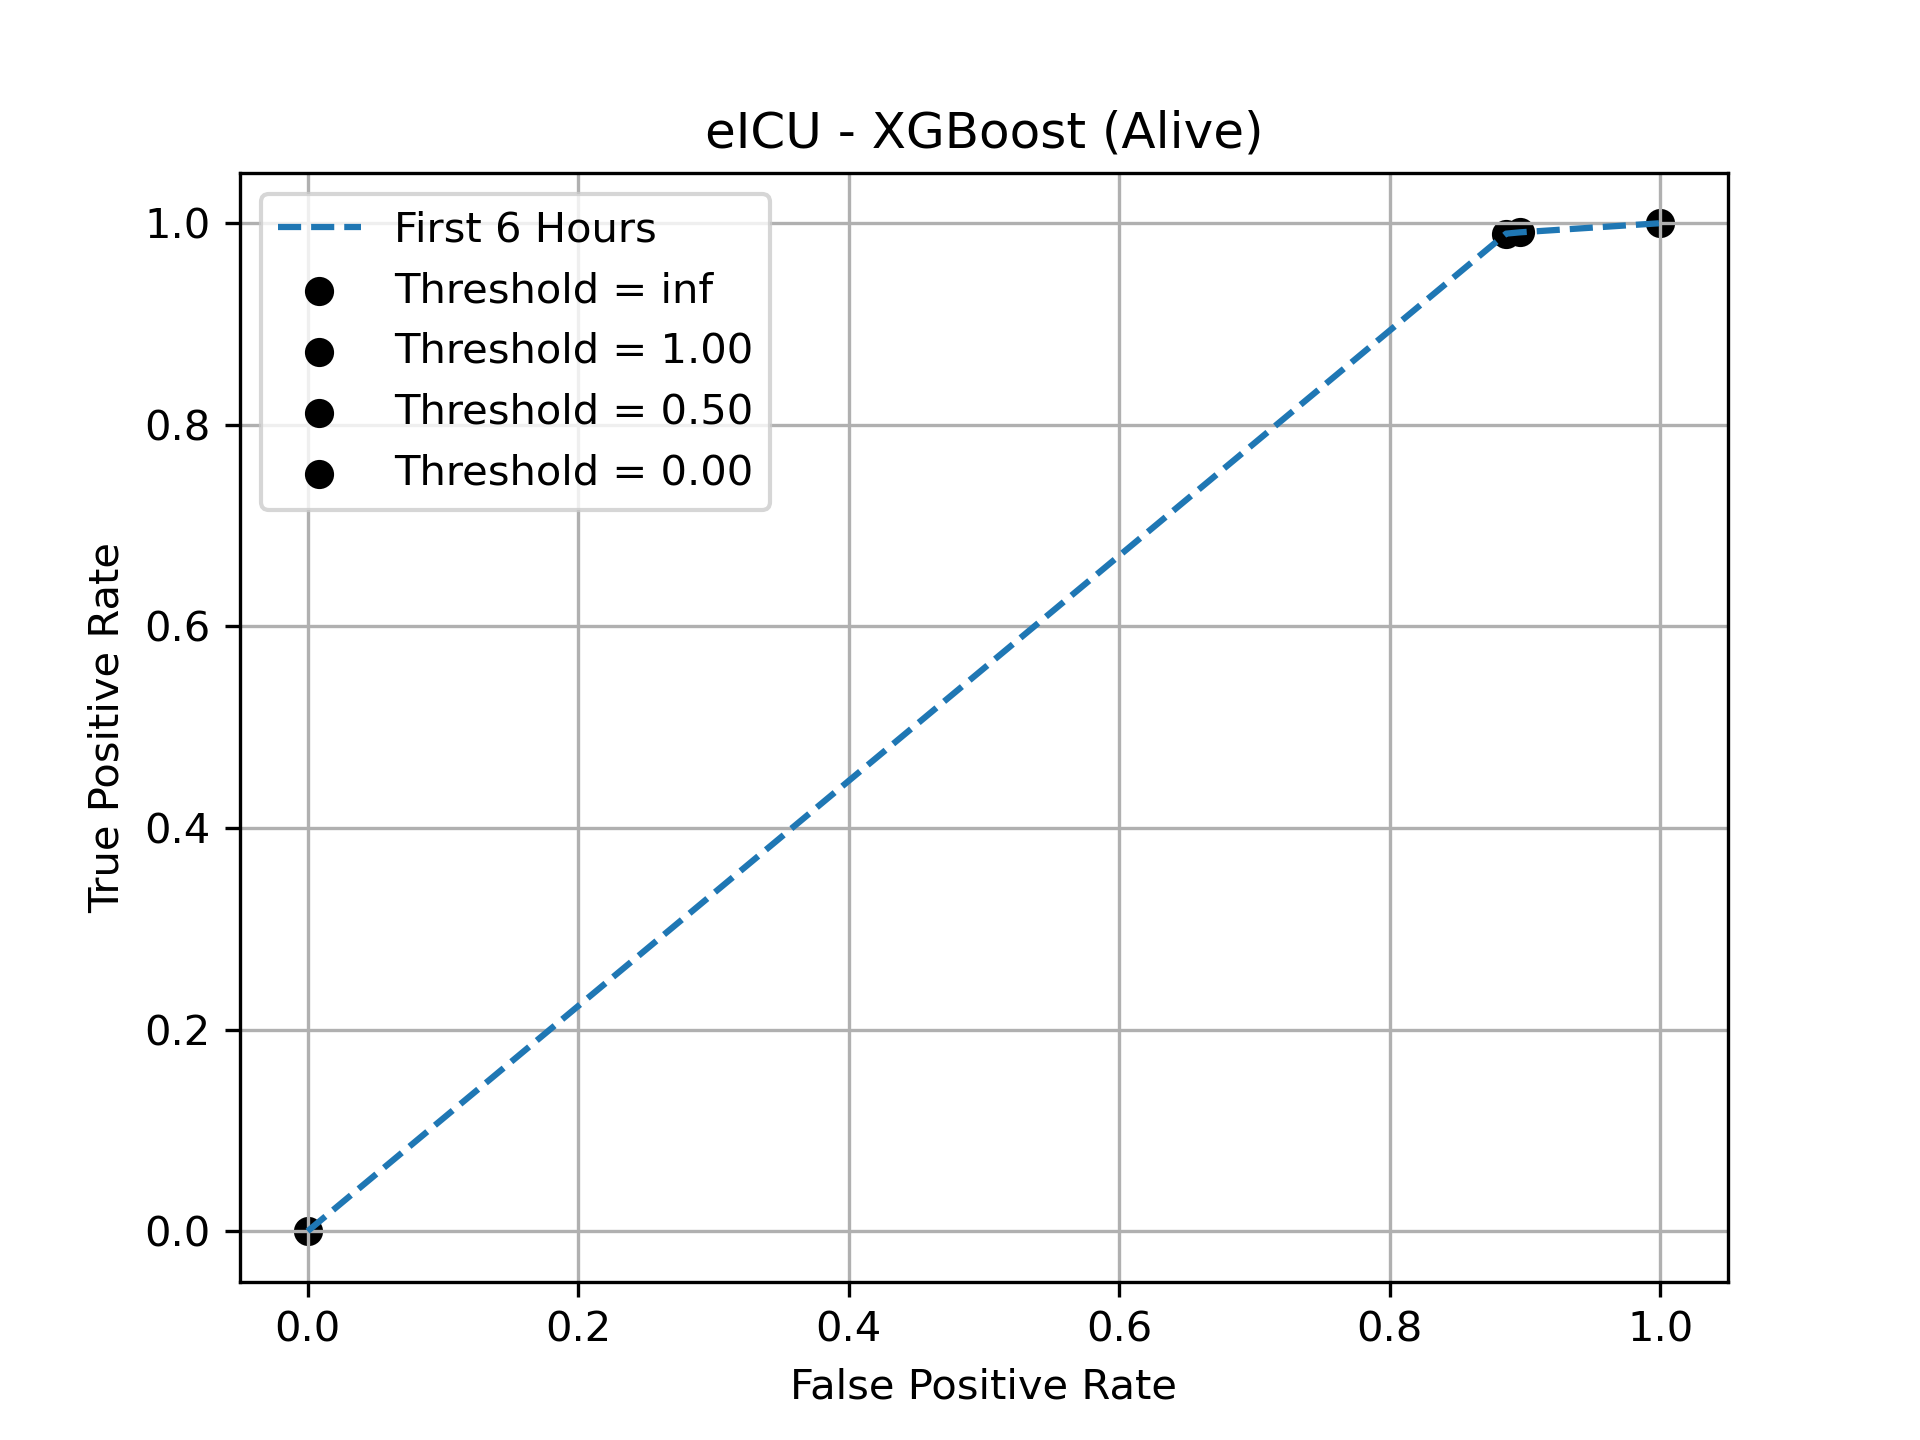 eICU - XGBoost (Alive)
First 6 Hours
Threshold = inf
Threshold = 1.00
Threshold = 0.50
Threshold = 0.00
True Positive Rate
1.0
0.8
0.6
0.4
0.2
0.0
0.0 0.2 0.4 0.6 0.8 1.0
False Positive Rate